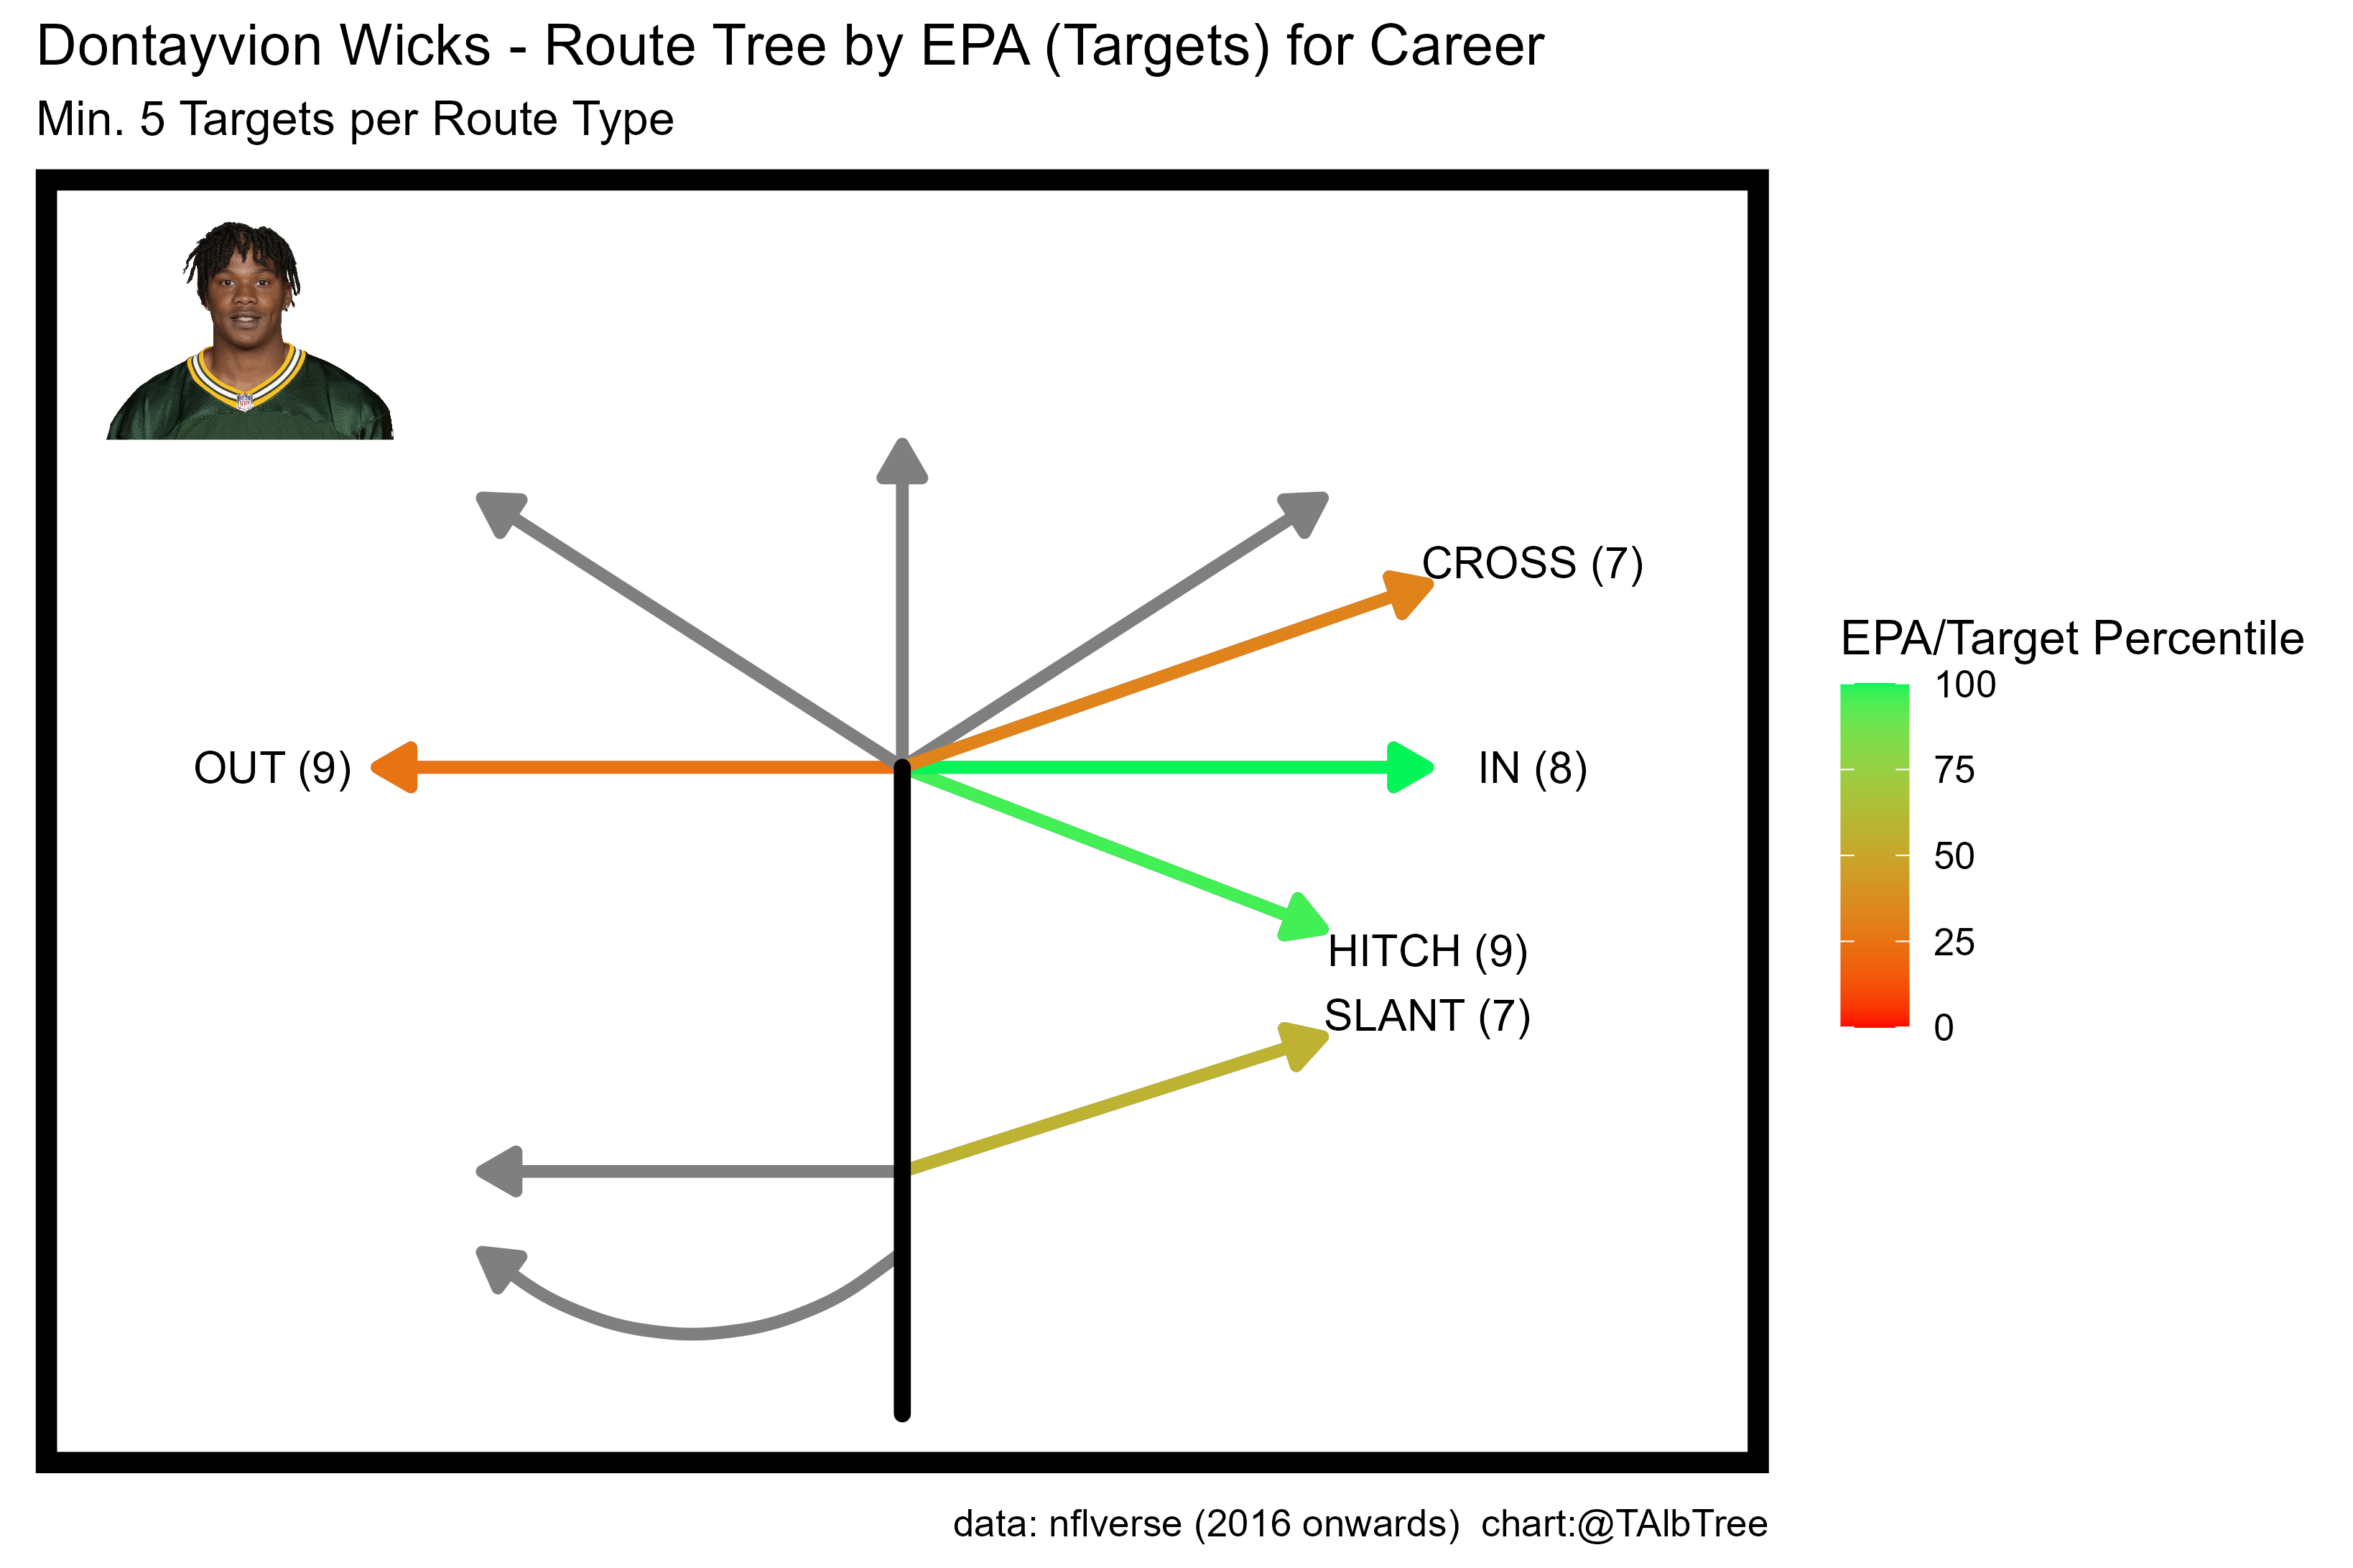 Dontayvion Wicks - Route Tree by EPA (Targets) for Career
Min. 5 Targets per Route Type
CROSS (7)
OUT (9)
IN (8)
HITCH (9)
SLANT (7)
EPA/Target Percentile
100
75
50
25
0
data: nflverse (2016 onwards)  chart:@TAlbTree